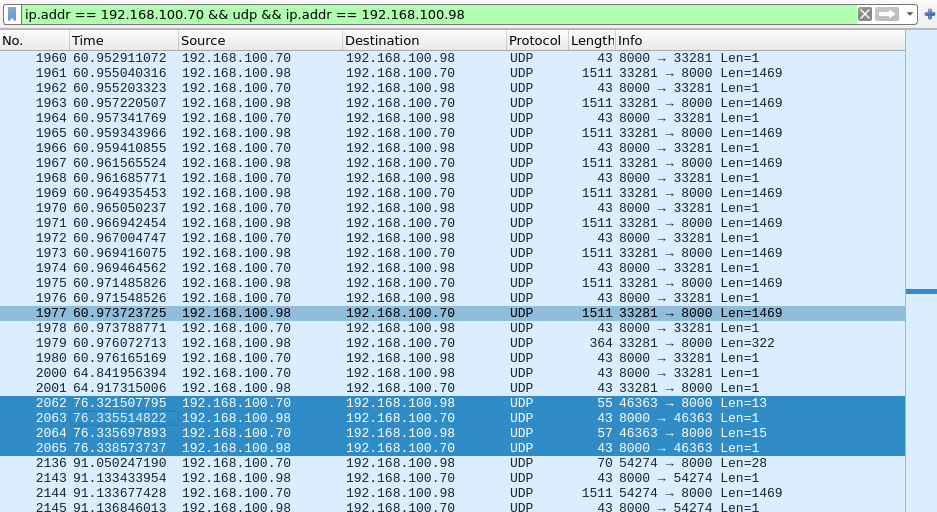 ip.addr == 192.168.100.70 && udp && ip.addr == 192.168.100.98
No. Time Source Destination Protocol Length Info
1960 60.952911072 192.168.100.70 192.168.100.98 UDP 43 8000 → 33281 Len=1
1961 60.955040316 192.168.100.98 192.168.100.70 UDP 1511 33281 → 8000 Len=1469
1962 60.955203323 192.168.100.70 192.168.100.98 UDP 43 8000 → 33281 Len=1
1963 60.957220507 192.168.100.98 192.168.100.70 UDP 1511 33281 → 8000 Len=1469
1964 60.957341769 192.168.100.70 192.168.100.98 UDP 43 8000 → 33281 Len=1
1965 60.959343966 192.168.100.98 192.168.100.70 UDP 1511 33281 → 8000 Len=1469
1966 60.959410855 192.168.100.70 192.168.100.98 UDP 43 8000 → 33281 Len=1
1967 60.961565524 192.168.100.98 192.168.100.70 UDP 1511 33281 → 8000 Len=1469
1968 60.961685771 192.168.100.70 192.168.100.98 UDP 43 8000 → 33281 Len=1
1969 60.964935453 192.168.100.98 192.168.100.70 UDP 1511 33281 → 8000 Len=1469
1970 60.965050237 192.168.100.70 192.168.100.98 UDP 43 8000 → 33281 Len=1
1971 60.966942454 192.168.100.98 192.168.100.70 UDP 1511 33281 → 8000 Len=1469
1972 60.967004747 192.168.100.70 192.168.100.98 UDP 43 8000 → 33281 Len=1
1973 60.969416075 192.168.100.98 192.168.100.70 UDP 1511 33281 → 8000 Len=1469
1974 60.969464562 192.168.100.70 192.168.100.98 UDP 43 8000 → 33281 Len=1
1975 60.971485826 192.168.100.98 192.168.100.70 UDP 1511 33281 → 8000 Len=1469
1976 60.971548526 192.168.100.70 192.168.100.98 UDP 43 8000 → 33281 Len=1
1977 60.973723725 192.168.100.98 192.168.100.70 UDP 1511 33281 → 8000 Len=1469
1978 60.973788771 192.168.100.70 192.168.100.98 UDP 43 8000 → 33281 Len=1
1979 60.976072713 192.168.100.98 192.168.100.70 UDP 364 33281 → 8000 Len=322
1980 60.976165169 192.168.100.70 192.168.100.98 UDP 43 8000 → 33281 Len=1
2000 64.841956394 192.168.100.70 192.168.100.98 UDP 43 8000 → 33281 Len=1
2001 64.917315006 192.168.100.98 192.168.100.70 UDP 43 33281 → 8000 Len=1
2062 76.321507795 192.168.100.70 192.168.100.98 UDP 55 46363 → 8000 Len=13
2063 76.335514822 192.168.100.98 192.168.100.70 UDP 43 8000 → 46363 Len=1
2064 76.335697893 192.168.100.70 192.168.100.98 UDP 57 46363 → 8000 Len=15
2065 76.338573737 192.168.100.98 192.168.100.70 UDP 43 8000 → 46363 Len=1
2136 91.050247190 192.168.100.70 192.168.100.98 UDP 70 54274 → 8000 Len=28
2143 91.133433954 192.168.100.98 192.168.100.70 UDP 43 8000 → 54274 Len=1
2144 91.133677428 192.168.100.70 192.168.100.98 UDP 1511 54274 → 8000 Len=1469
2145 91.136846013 192.168.100.98 192.168.100.70 UDP 43 8000 → 54274 Len=1